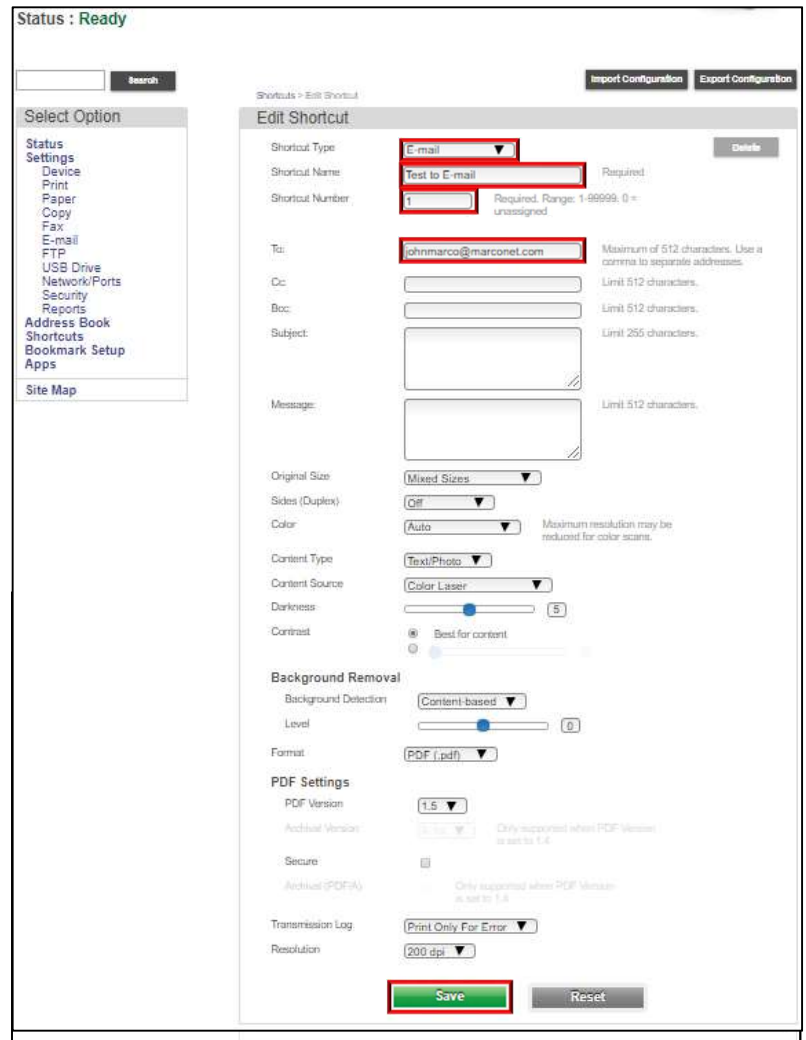 Status : Ready
Search
Import Configuration Export Configuration
Shortcuts > Edit Shortcut
Select Option
Status
Settings
Device
Print
Paper
Copy
Fax
E-mail
FTP
USB Drive
Network/Ports
Security
Reports
Address Book
Shortcuts
Bookmark Setup
Apps
Site Map
Edit Shortcut
Shortcut Type E-mail Delete
Shortcut Name Test to E-mail Required
Shortcut Number 1 Required. Range: 1-99999. 0 =
unassigned
To: johnmarco@marconet.com Maximum of 512 characters. Use a
comma to separate addresses.
Cc: Limit 512 characters.
Bcc: Limit 512 characters.
Subject: Limit 255 characters.
Message: Limit 512 characters.
Original Size Mixed Sizes
Sides (Duplex) Off
Color Auto Maximum resolution may be
reduced for color scans.
Content Type Text/Photo
Content Source Color Laser
Darkness 5
Contrast Best for content
Background Removal
Background Detection Content-based
Level 0
Format PDF (.pdf)
PDF Settings
PDF Version 1.5
Archival Version Only supported when PDF Version
is set to 1.4
Secure
Archival (PDF/A) Only supported when PDF Version
is set to 1.4
Transmission Log Print Only For Error
Resolution 200 dpi
Save Reset